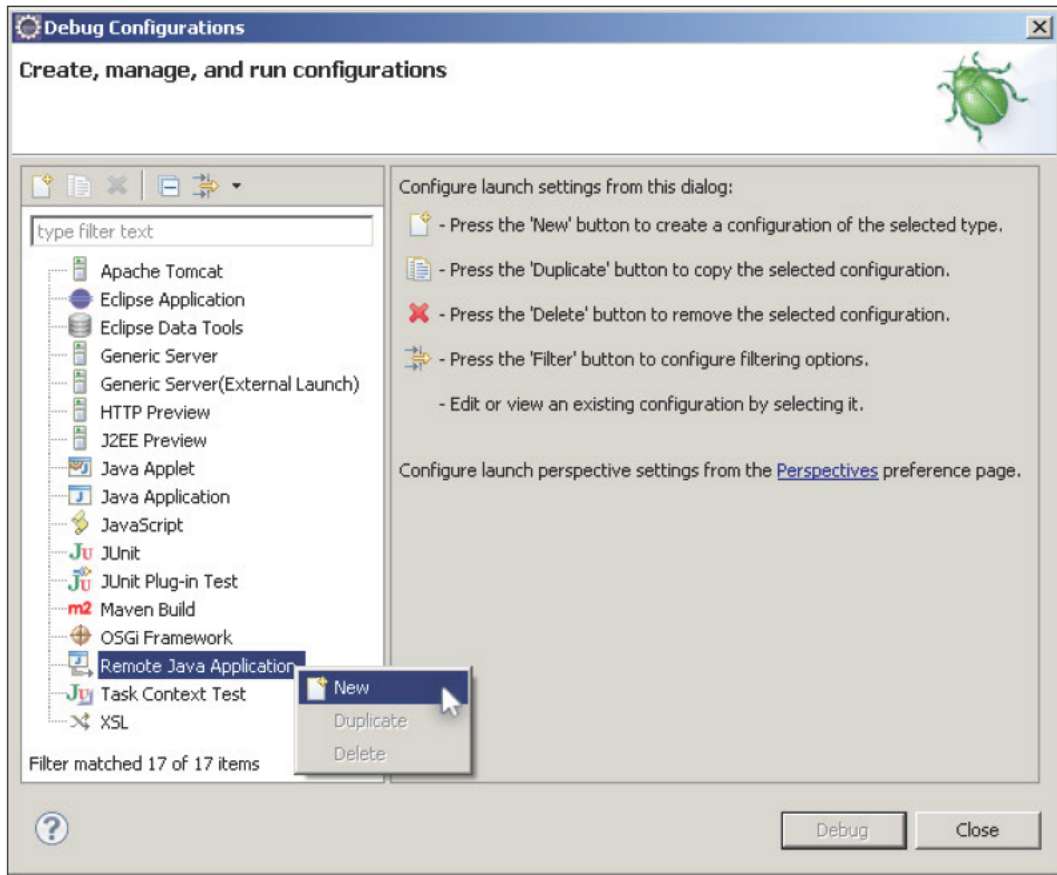 Debug Configurations
Create, manage, and run configurations
type filter text
Apache Tomcat
Eclipse Application
Eclipse Data Tools
Generic Server
Generic Server(External Launch)
HTTP Preview
J2EE Preview
Java Applet
Java Application
JavaScript
Ju JUnit
Ju JUnit Plug-in Test
m2 Maven Build
OSGi Framework
Remote Java Application
Ju Task Context Test
XSL
Filter matched 17 of 17 items
New
Duplicate
Delete
Configure launch settings from this dialog:
- Press the 'New' button to create a configuration of the selected type.
- Press the 'Duplicate' button to copy the selected configuration.
- Press the 'Delete' button to remove the selected configuration.
- Press the 'Filter' button to configure filtering options.
- Edit or view an existing configuration by selecting it.
Configure launch perspective settings from the Perspectives preference page.
?
Debug
Close